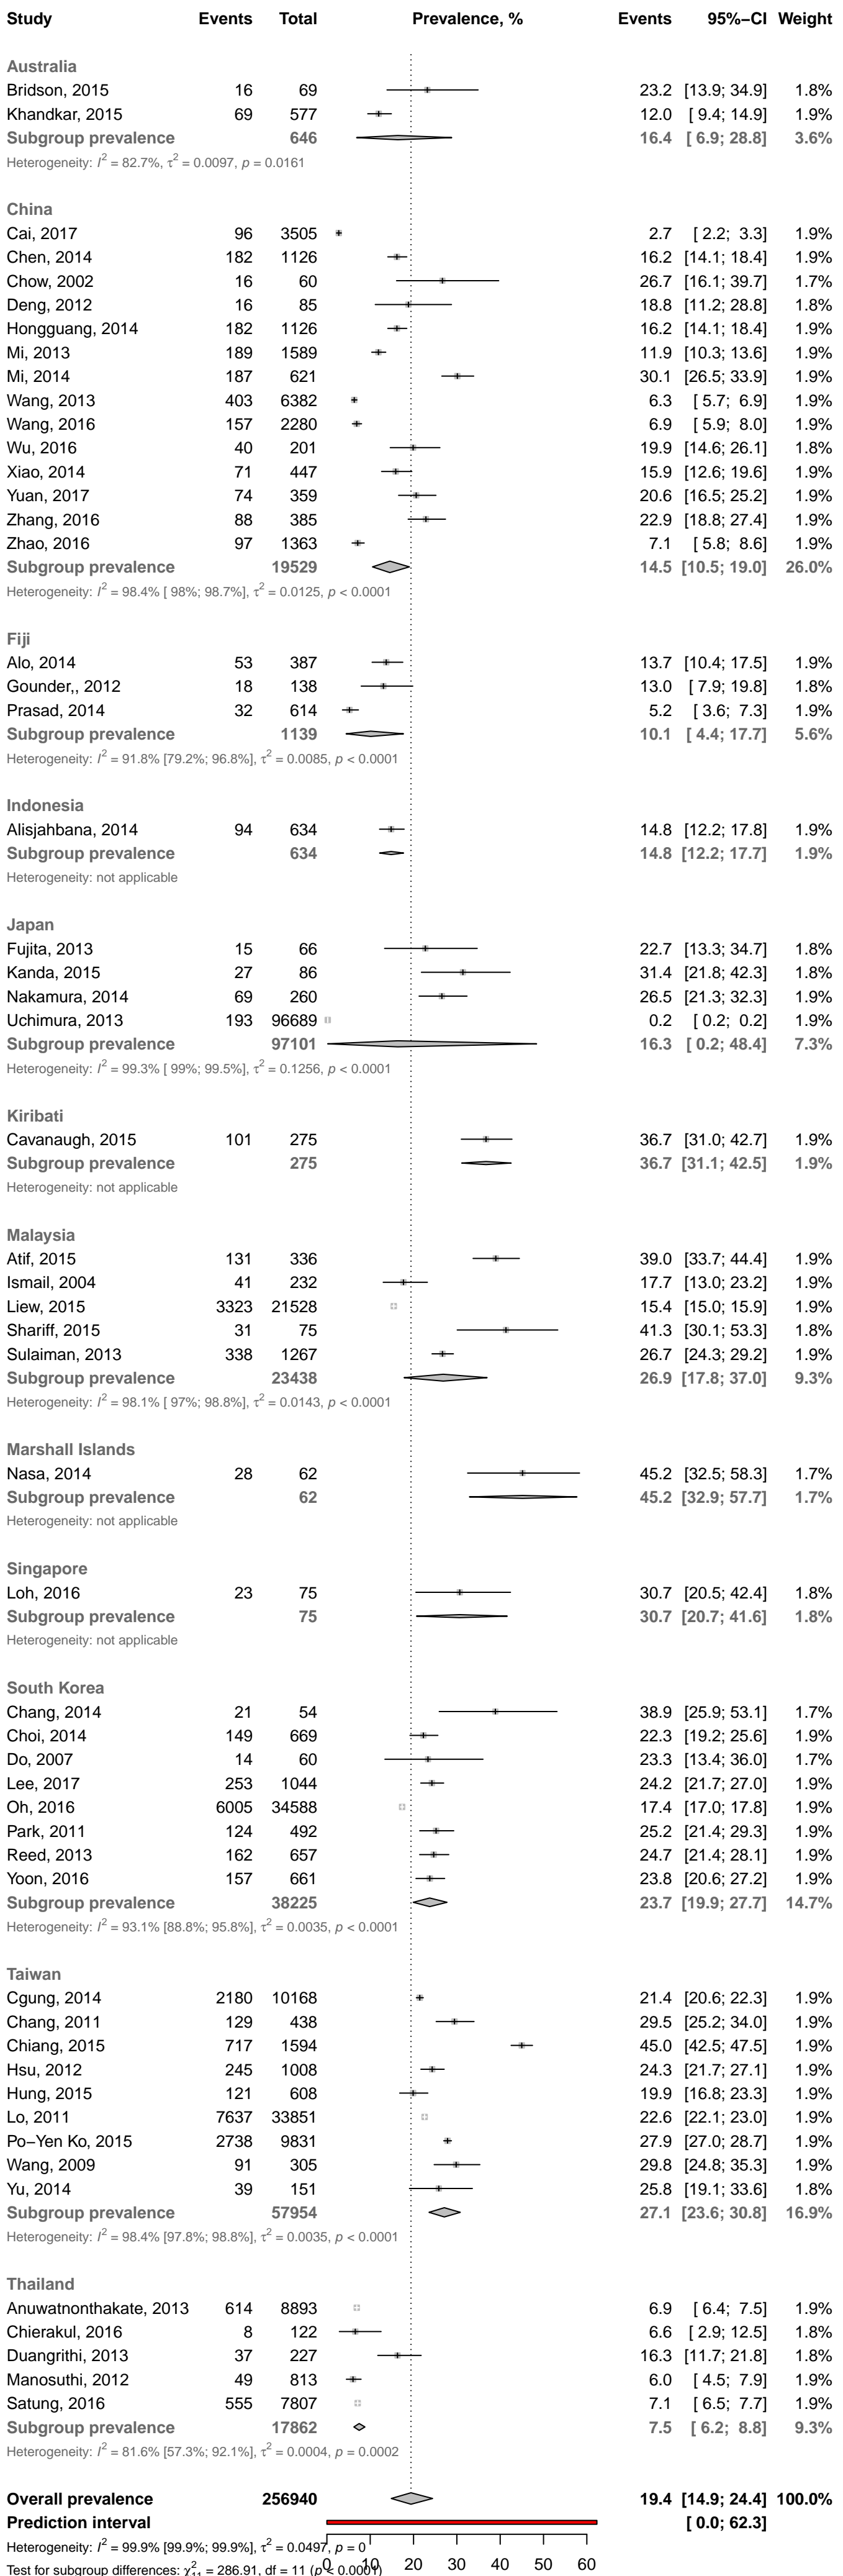 Study Events Total Prevalence, % Events 95%−CI Weight
Australia
Bridson, 2015 16 69 23.2 [13.9; 34.9] 1.8%
Khandkar, 2015 69 577 12.0 [ 9.4; 14.9] 1.9%
Subgroup prevalence 646 16.4 [ 6.9; 28.8] 3.6%
Heterogeneity: I² = 82.7%, τ² = 0.0097, p = 0.0161
China
Cai, 2017 96 3505 2.7 [ 2.2; 3.3] 1.9%
Chen, 2014 182 1126 16.2 [14.1; 18.4] 1.9%
Chow, 2002 16 60 26.7 [16.1; 39.7] 1.7%
Deng, 2012 16 85 18.8 [11.2; 28.8] 1.8%
Hongguang, 2014 182 1126 16.2 [14.1; 18.4] 1.9%
Mi, 2013 189 1589 11.9 [10.3; 13.6] 1.9%
Mi, 2014 187 621 30.1 [26.5; 33.9] 1.9%
Wang, 2013 403 6382 6.3 [ 5.7; 6.9] 1.9%
Wang, 2016 157 2280 6.9 [ 5.9; 8.0] 1.9%
Wu, 2016 40 201 19.9 [14.6; 26.1] 1.8%
Xiao, 2014 71 447 15.9 [12.6; 19.6] 1.9%
Yuan, 2017 74 359 20.6 [16.5; 25.2] 1.9%
Zhang, 2016 88 385 22.9 [18.8; 27.4] 1.9%
Zhao, 2016 97 1363 7.1 [ 5.8; 8.6] 1.9%
Subgroup prevalence 19529 14.5 [10.5; 19.0] 26.0%
Heterogeneity: I² = 98.4% [ 98%; 98.7%], τ² = 0.0125, p < 0.0001
Fiji
Alo, 2014 53 387 13.7 [10.4; 17.5] 1.9%
Gounder,, 2012 18 138 13.0 [ 7.9; 19.8] 1.8%
Prasad, 2014 32 614 5.2 [ 3.6; 7.3] 1.9%
Subgroup prevalence 1139 10.1 [ 4.4; 17.7] 5.6%
Heterogeneity: I² = 91.8% [79.2%; 96.8%], τ² = 0.0085, p < 0.0001
Indonesia
Alisjahbana, 2014 94 634 14.8 [12.2; 17.8] 1.9%
Subgroup prevalence 634 14.8 [12.2; 17.7] 1.9%
Heterogeneity: not applicable
Japan
Fujita, 2013 15 66 22.7 [13.3; 34.7] 1.8%
Kanda, 2015 27 86 31.4 [21.8; 42.3] 1.8%
Nakamura, 2014 69 260 26.5 [21.3; 32.3] 1.9%
Uchimura, 2013 193 96689 0.2 [ 0.2; 0.2] 1.9%
Subgroup prevalence 97101 16.3 [ 0.2; 48.4] 7.3%
Heterogeneity: I² = 99.3% [ 99%; 99.5%], τ² = 0.1256, p < 0.0001
Kiribati
Cavanaugh, 2015 101 275 36.7 [31.0; 42.7] 1.9%
Subgroup prevalence 275 36.7 [31.1; 42.5] 1.9%
Heterogeneity: not applicable
Malaysia
Atif, 2015 131 336 39.0 [33.7; 44.4] 1.9%
Ismail, 2004 41 232 17.7 [13.0; 23.2] 1.9%
Liew, 2015 3323 21528 15.4 [15.0; 15.9] 1.9%
Shariff, 2015 31 75 41.3 [30.1; 53.3] 1.8%
Sulaiman, 2013 338 1267 26.7 [24.3; 29.2] 1.9%
Subgroup prevalence 23438 26.9 [17.8; 37.0] 9.3%
Heterogeneity: I² = 98.1% [ 97%; 98.8%], τ² = 0.0143, p < 0.0001
Marshall Islands
Nasa, 2014 28 62 45.2 [32.5; 58.3] 1.7%
Subgroup prevalence 62 45.2 [32.9; 57.7] 1.7%
Heterogeneity: not applicable
Singapore
Loh, 2016 23 75 30.7 [20.5; 42.4] 1.8%
Subgroup prevalence 75 30.7 [20.7; 41.6] 1.8%
Heterogeneity: not applicable
South Korea
Chang, 2014 21 54 38.9 [25.9; 53.1] 1.7%
Choi, 2014 149 669 22.3 [19.2; 25.6] 1.9%
Do, 2007 14 60 23.3 [13.4; 36.0] 1.7%
Lee, 2017 253 1044 24.2 [21.7; 27.0] 1.9%
Oh, 2016 6005 34588 17.4 [17.0; 17.8] 1.9%
Park, 2011 124 492 25.2 [21.4; 29.3] 1.9%
Reed, 2013 162 657 24.7 [21.4; 28.1] 1.9%
Yoon, 2016 157 661 23.8 [20.6; 27.2] 1.9%
Subgroup prevalence 38225 23.7 [19.9; 27.7] 14.7%
Heterogeneity: I² = 93.1% [88.8%; 95.8%], τ² = 0.0035, p < 0.0001
Taiwan
Cgung, 2014 2180 10168 21.4 [20.6; 22.3] 1.9%
Chang, 2011 129 438 29.5 [25.2; 34.0] 1.9%
Chiang, 2015 717 1594 45.0 [42.5; 47.5] 1.9%
Hsu, 2012 245 1008 24.3 [21.7; 27.1] 1.9%
Hung, 2015 121 608 19.9 [16.8; 23.3] 1.9%
Lo, 2011 7637 33851 22.6 [22.1; 23.0] 1.9%
Po−Yen Ko, 2015 2738 9831 27.9 [27.0; 28.7] 1.9%
Wang, 2009 91 305 29.8 [24.8; 35.3] 1.9%
Yu, 2014 39 151 25.8 [19.1; 33.6] 1.8%
Subgroup prevalence 57954 27.1 [23.6; 30.8] 16.9%
Heterogeneity: I² = 98.4% [97.8%; 98.8%], τ² = 0.0035, p < 0.0001
Thailand
Anuwatnonthakate, 2013 614 8893 6.9 [ 6.4; 7.5] 1.9%
Chierakul, 2016 8 122 6.6 [ 2.9; 12.5] 1.8%
Duangrithi, 2013 37 227 16.3 [11.7; 21.8] 1.8%
Manosuthi, 2012 49 813 6.0 [ 4.5; 7.9] 1.9%
Satung, 2016 555 7807 7.1 [ 6.5; 7.7] 1.9%
Subgroup prevalence 17862 7.5 [ 6.2; 8.8] 9.3%
Heterogeneity: I² = 81.6% [57.3%; 92.1%], τ² = 0.0004, p = 0.0002
Overall prevalence 256940 19.4 [14.9; 24.4] 100.0%
Prediction interval [ 0.0; 62.3]
Heterogeneity: I² = 99.9% [99.9%; 99.9%], τ² = 0.0497, p = 0
Test for subgroup differences: χ²₁₁ = 286.91, df = 11 (p < 0.0001)
0 10 20 30 40 50 60